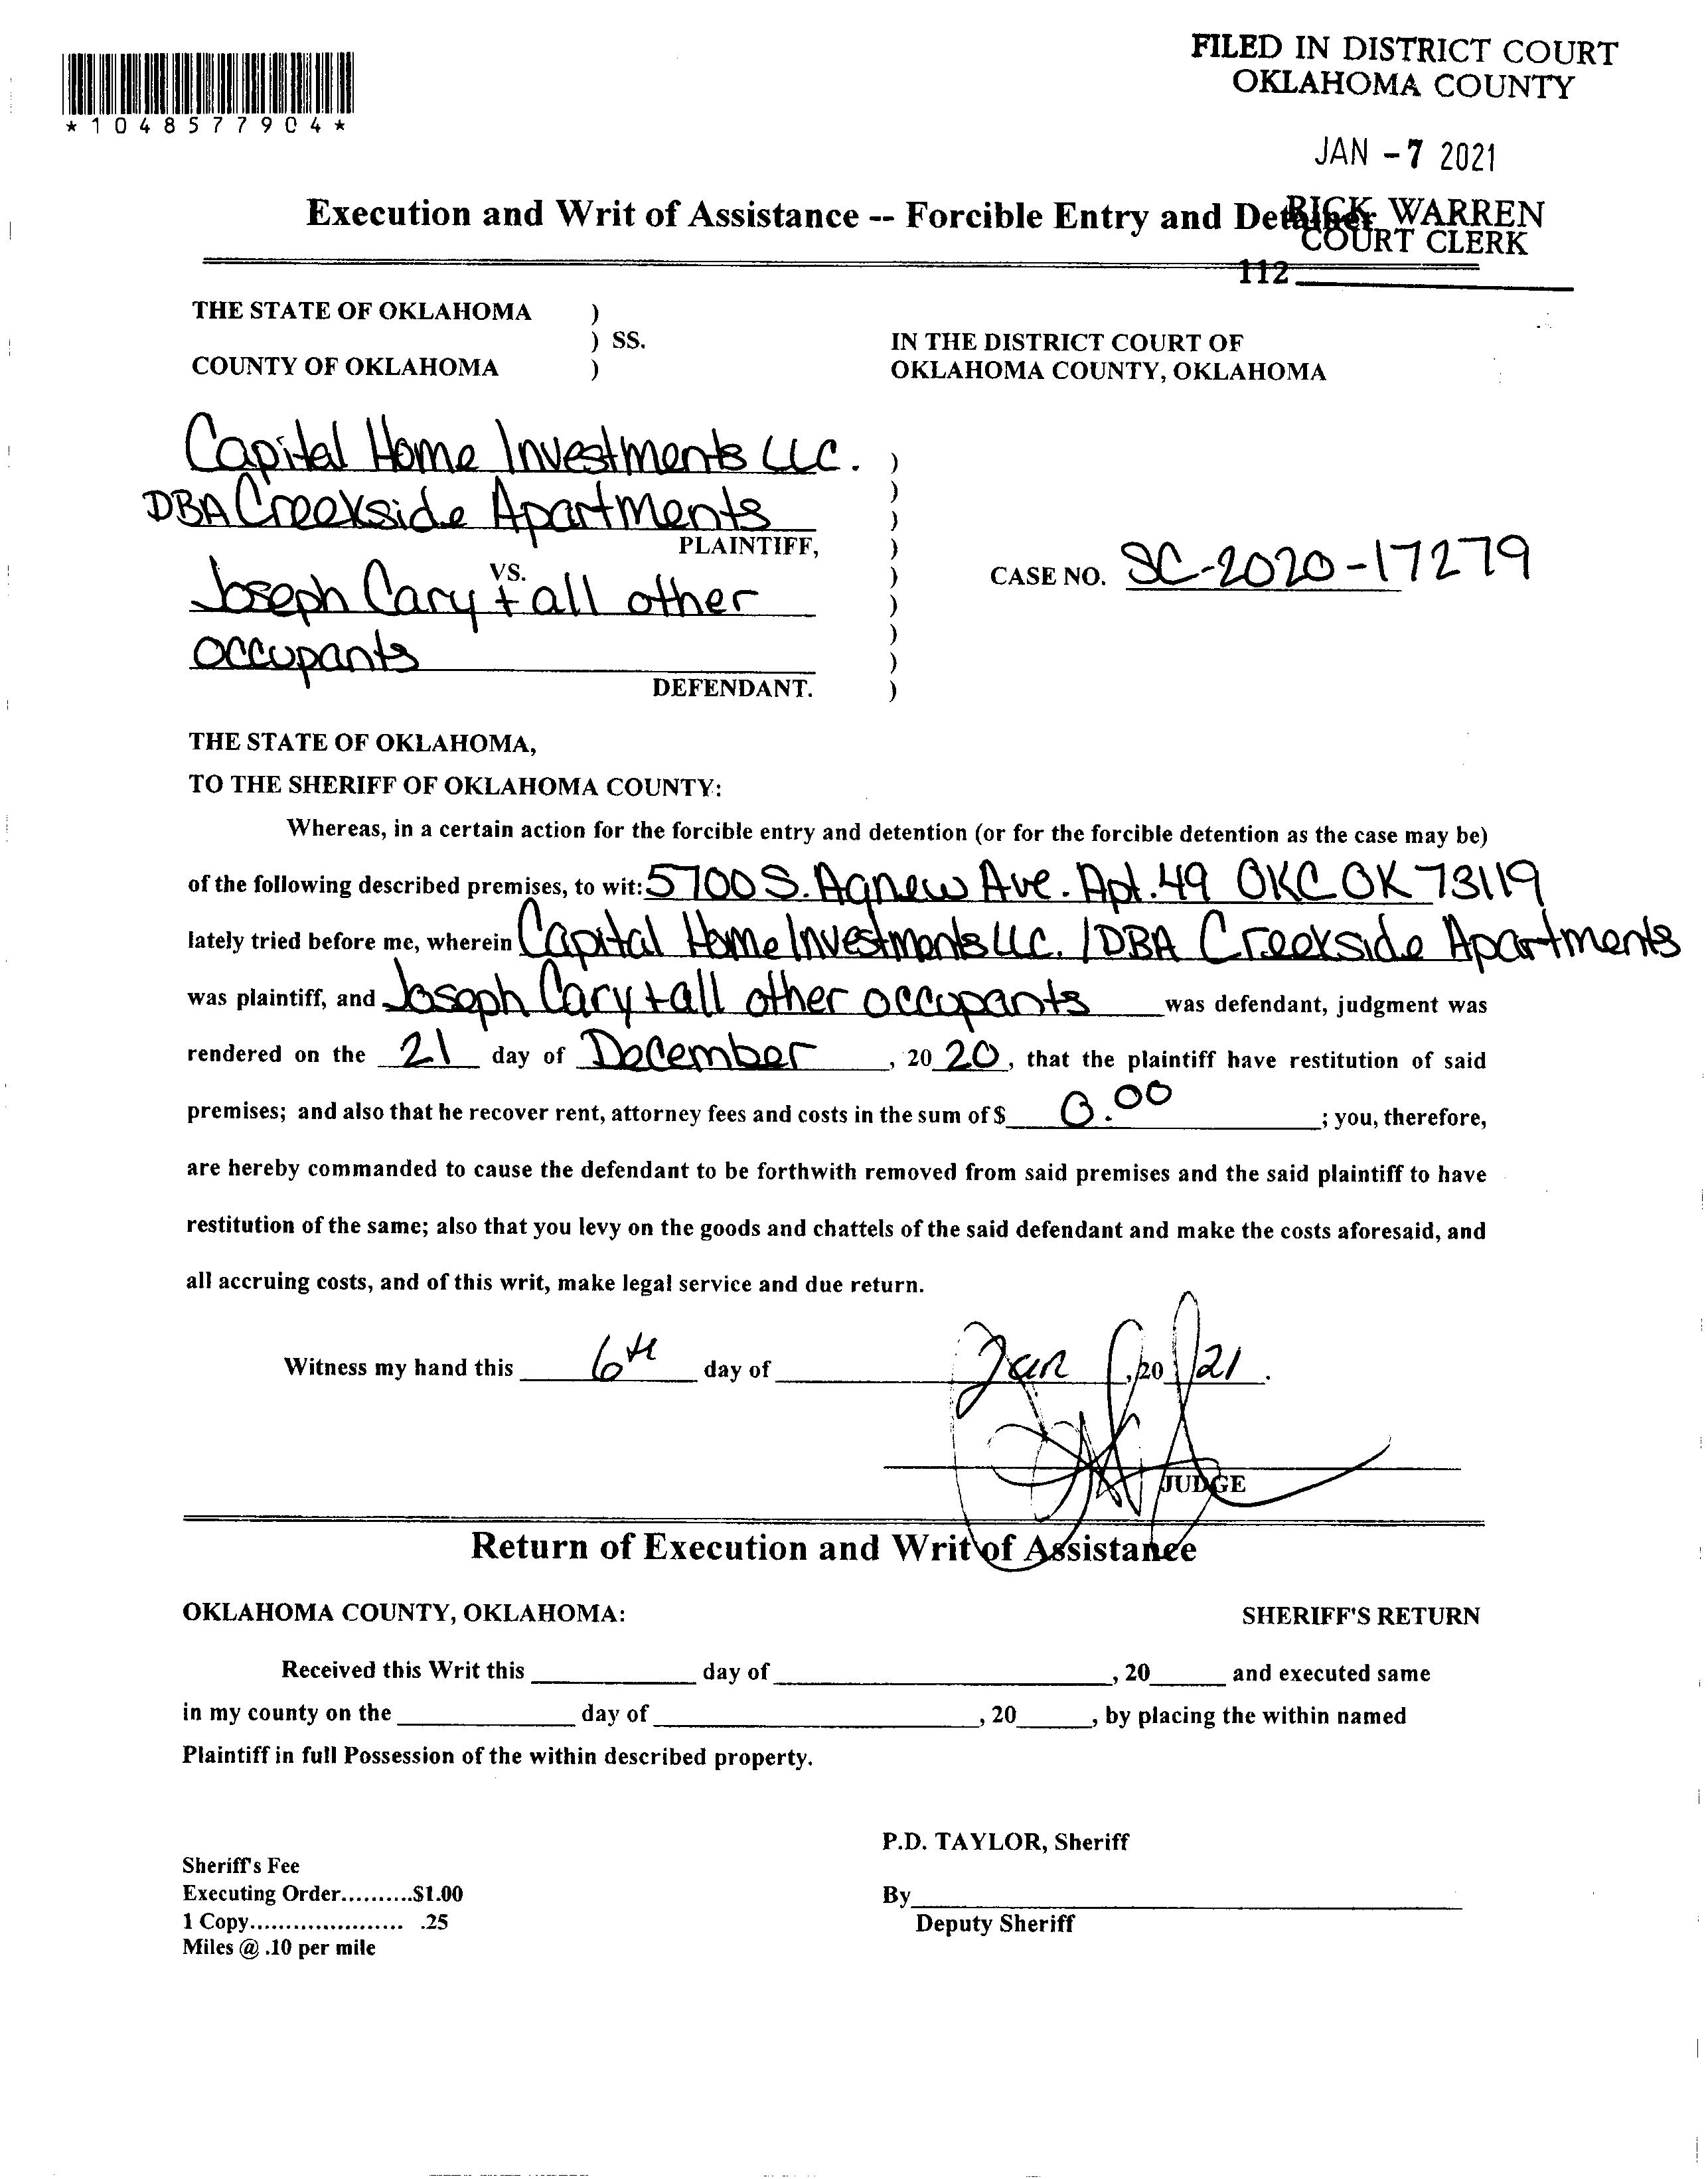 *1048577904*
FILED IN DISTRICT COURT
OKLAHOMA COUNTY
JAN -7 2021
RICK WARREN
COURT CLERK
112
Execution and Writ of Assistance -- Forcible Entry and Detainer
THE STATE OF OKLAHOMA )
) SS.
COUNTY OF OKLAHOMA )
IN THE DISTRICT COURT OF
OKLAHOMA COUNTY, OKLAHOMA
Capital Home Investments LLC. )
DBA Creekside Apartments )
PLAINTIFF, )
VS.
CASE NO. SC-2020-17279
Joseph Cary + all other )
occupants )
DEFENDANT. )
THE STATE OF OKLAHOMA,
TO THE SHERIFF OF OKLAHOMA COUNTY:
Whereas, in a certain action for the forcible entry and detention (or for the forcible detention as the case may be)
of the following described premises, to wit: 5700 S. Agnew Ave. Apt. 49 OKC OK 73119
lately tried before me, wherein Capital Home Investments LLC. / DBA Creekside Apartments
was plaintiff, and Joseph Cary + all other occupants was defendant, judgment was
rendered on the 21 day of December, 20 20, that the plaintiff have restitution of said
premises; and also that he recover rent, attorney fees and costs in the sum of $ 0.00 ; you, therefore,
are hereby commanded to cause the defendant to be forthwith removed from said premises and the said plaintiff to have
restitution of the same; also that you levy on the goods and chattels of the said defendant and make the costs aforesaid, and
all accruing costs, and of this writ, make legal service and due return.
Witness my hand this 6th day of Jan, 20 21.
JUDGE
Return of Execution and Writ of Assistance
OKLAHOMA COUNTY, OKLAHOMA: SHERIFF'S RETURN
Received this Writ this ____ day of ____, 20____ and executed same
in my county on the ____ day of ____, 20____, by placing the within named
Plaintiff in full Possession of the within described property.
P.D. TAYLOR, Sheriff
Sheriff's Fee
Executing Order..........$1.00
By____
1 Copy...................... .25
Deputy Sheriff
Miles @ .10 per mile